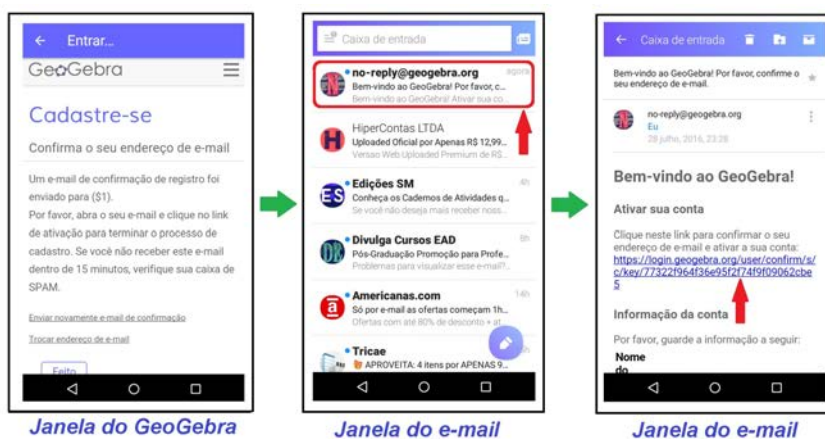 Entrar...
GeoGebra
Cadastre-se
Confirma o seu endereço de e-mail
Um e-mail de confirmação de registro foi
enviado para ($1).
Por favor, abra o seu e-mail e clique no link
de ativação para terminar o processo de
cadastro. Se você não receber este e-mail
dentro de 15 minutos, verifique sua caixa de
SPAM.
Enviar novamente e-mail de confirmação
Trocar endereço de e-mail
Feito
Janela do GeoGebra
Caixa de entrada
no-reply@geogebra.org agora
Bem-vindo ao GeoGebra! Por favor, c...
Bem-vindo ao GeoGebra! Ativar sua co...
HiperContas LTDA
Uploaded Oficial por Apenas R$ 12,99...
Versao Web Uploaded Premium de R$...
Edições SM 4h
Conheça os Cadernos de Atividades q...
Se você não deseja mais receber noss...
Divulga Cursos EAD 6h
Pós-Graduação Promoção para Profe...
Problemas para visualizar esse e-mail?...
Americanas.com 14h
Só por e-mail as ofertas começam 1h...
Ofertas com até 80% de desconto + at...
Tricae
APROVEITA: 4 itens por APENAS 9...
Janela do e-mail
Caixa de entrada
Bem-vindo ao GeoGebra! Por favor, confirme o
seu endereço de e-mail.
no-reply@geogebra.org
Eu
28 julho, 2016, 23:28
Bem-vindo ao GeoGebra!
Ativar sua conta
Clique neste link para confirmar o seu
endereço de e-mail e ativar a sua conta:
https://login.geogebra.org/user/confirm/s/
c/key/77322f964f36e95f2f74f9f09062cbe
5
Informação da conta
Por favor, guarde a informação a seguir:
Nome
do
Janela do e-mail